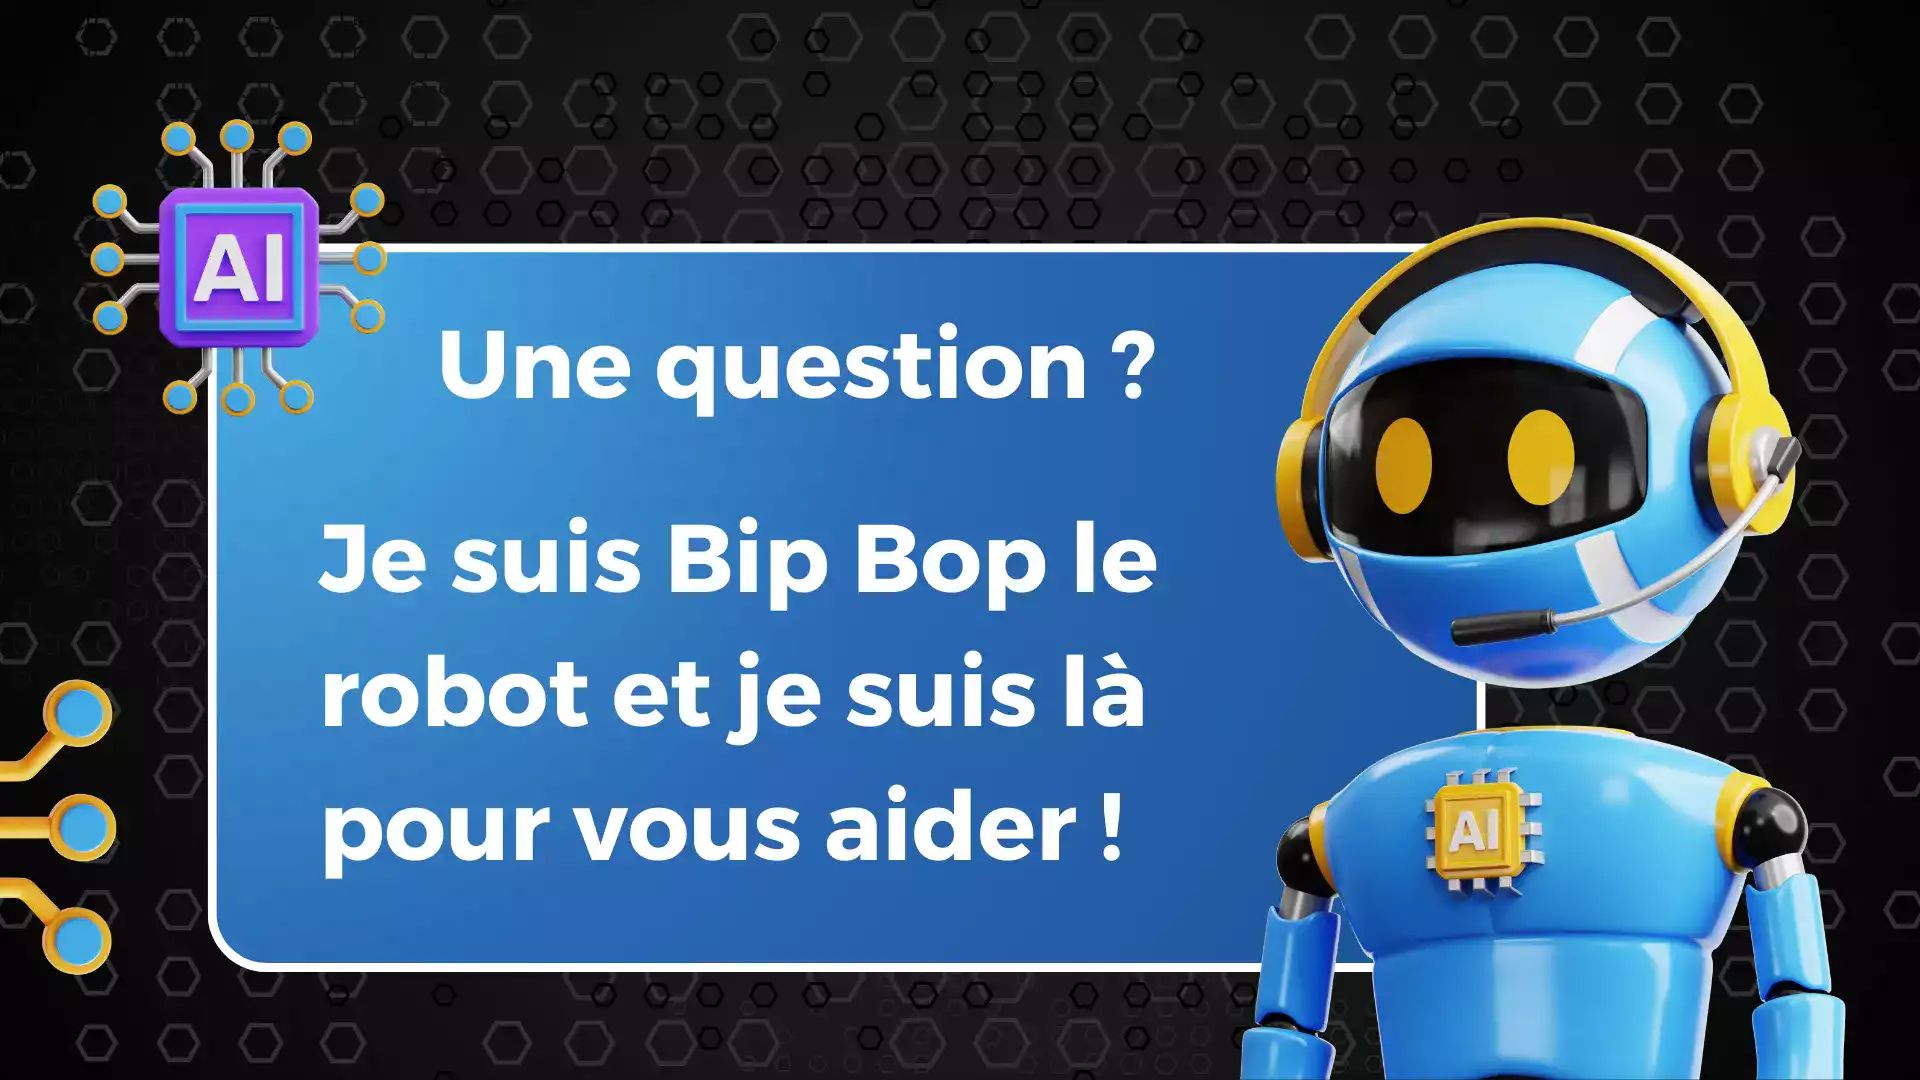 AI
Une question ?
Je suis Bip Bop le
robot et je suis là
pour vous aider !
AI